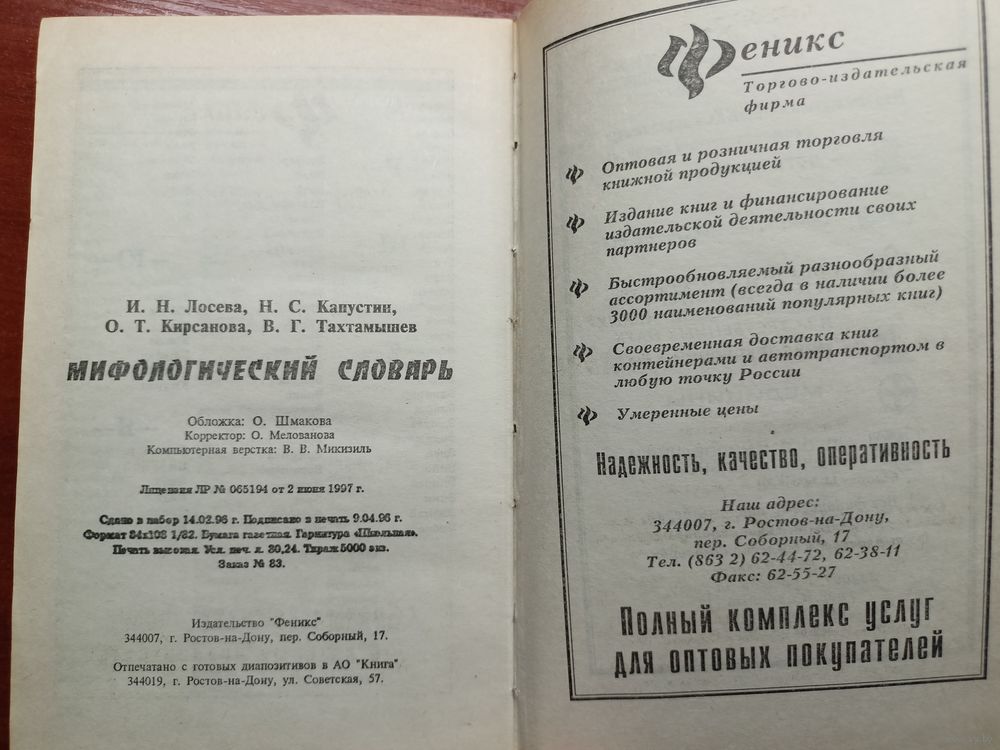 И. Н. Лосева, Н. С. Капустин,
О. Т. Кирсанова, В. Г. Тахтамышев
МИФОЛОГИЧЕСКИЙ СЛОВАРЬ
Обложка: О. Шмакова
Корректор: О. Мелованова
Компьютерная верстка: В. В. Микизиль
Лицензия ЛР № 065194 от 2 июня 1997 г.
Сдано в набор 14.02.96 г. Подписано в печать 9.04.96 г.
Формат 84х108 1/32. Бумага газетная. Гарнитура «Школьная».
Печать высокая. Усл. печ. л. 30,24. Тираж 5000 экз.
Заказ № 83.
Издательство "Феникс"
344007, г. Ростов-на-Дону, пер. Соборный, 17.
Отпечатано с готовых диапозитивов в АО "Книга"
344019, г. Ростов-на-Дону, ул. Советская, 57.
Феникс
Торгово-издательская
фирма
Оптовая и розничная торговля
книжной продукцией
Издание книг и финансирование
издательской деятельности своих
партнеров
Быстрообновляемый разнообразный
ассортимент (всегда в наличии более
3000 наименований популярных книг)
Своевременная доставка книг
контейнерами и автотранспортом в
любую точку России
Умеренные цены
Надежность, качество, оперативность
Наш адрес:
344007, г. Ростов-на-Дону,
пер. Соборный, 17
Тел. (863 2) 62-44-72, 62-38-11
Факс: 62-55-27
Полный комплекс услуг
для оптовых покупателей